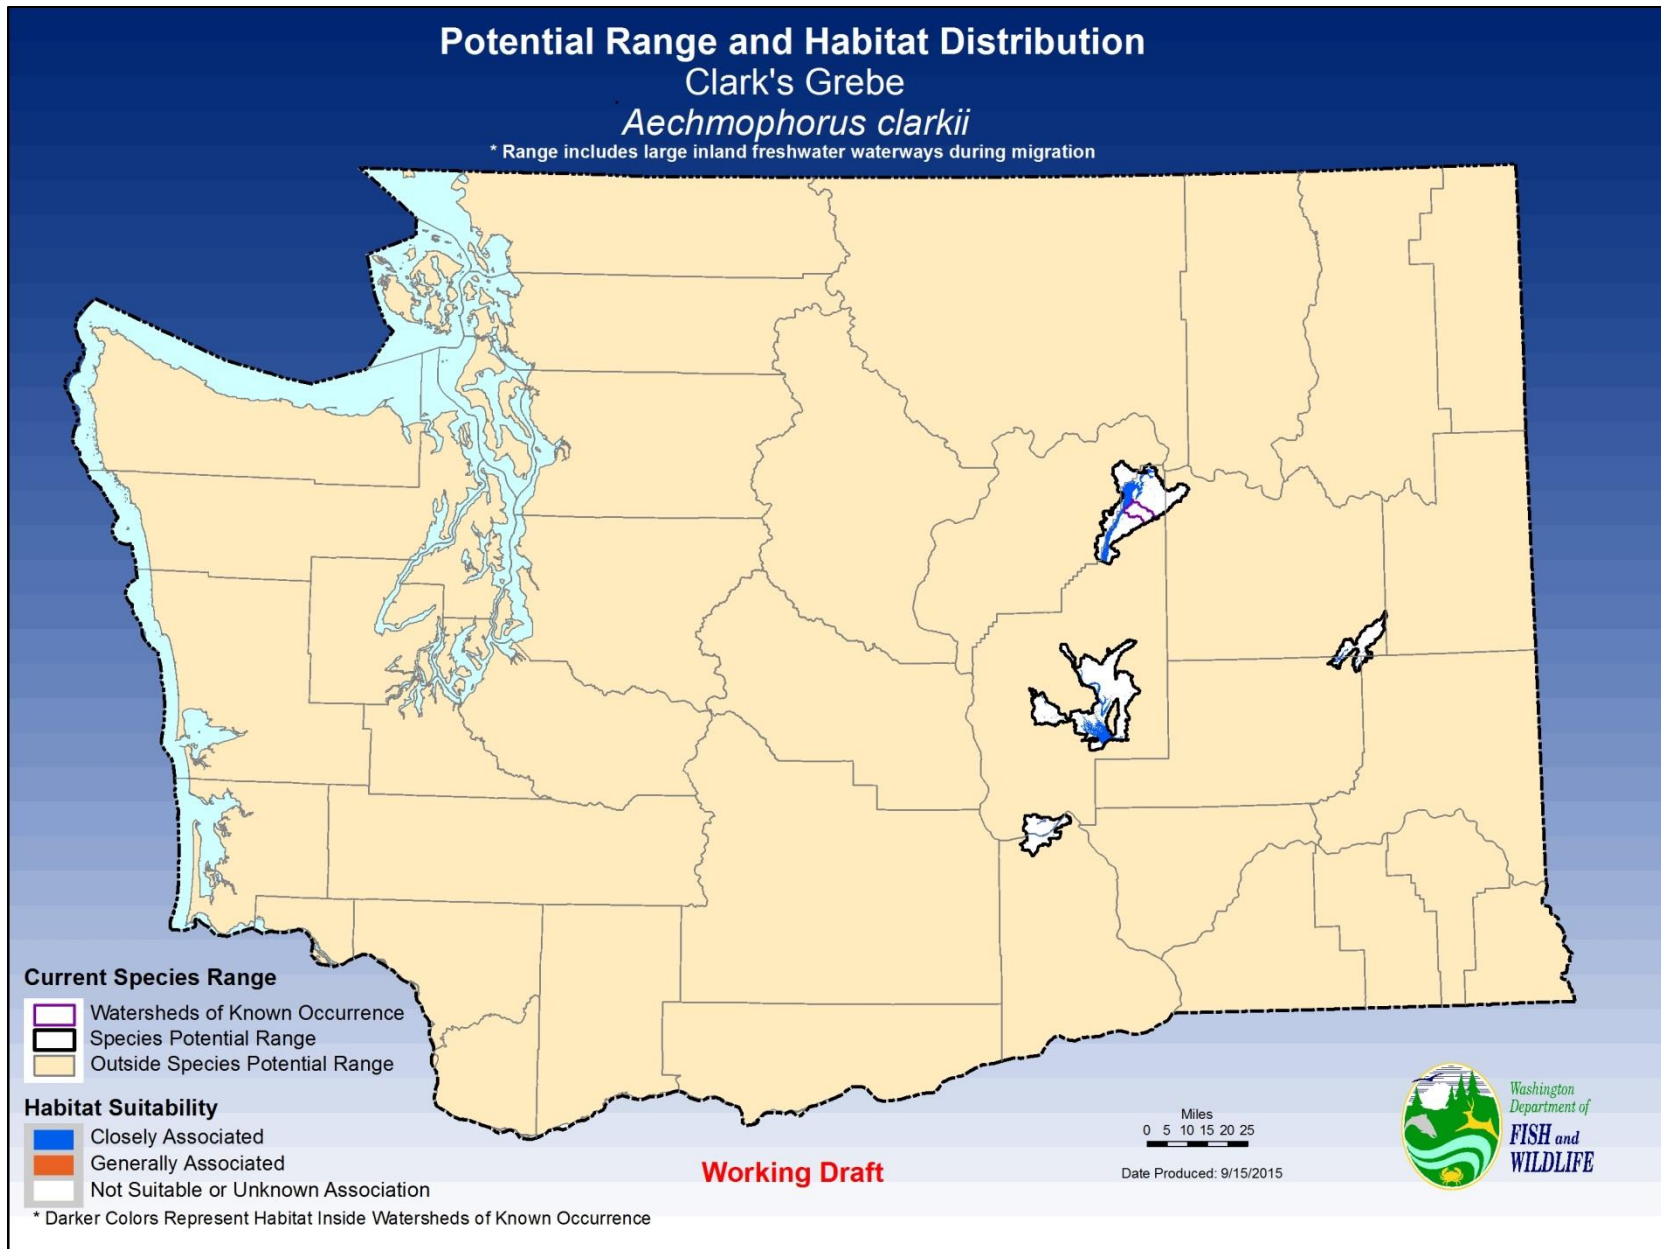 Potential Range and Habitat Distribution
Clark's Grebe
Aechmophorus clarkii
* Range includes large inland freshwater waterways during migration
Current Species Range
Watersheds of Known Occurrence
Species Potential Range
Outside Species Potential Range
Habitat Suitability
Closely Associated
Generally Associated
Not Suitable or Unknown Association
* Darker Colors Represent Habitat Inside Watersheds of Known Occurrence
Working Draft
Miles
0 5 10 15 20 25
Date Produced: 9/15/2015
Washington
Department of
FISH and
WILDLIFE